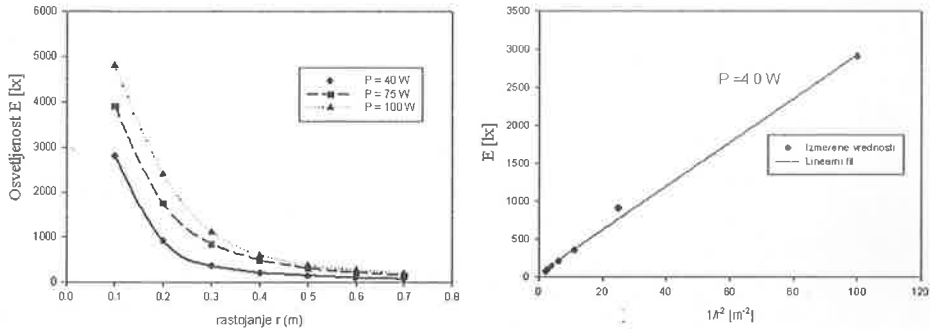 6000
5000
4000
3000
2000
1000
0
Osvetljenost E [lx]
P = 40 W
P = 75 W
P = 100 W
0.0 0.1 0.2 0.3 0.4 0.5 0.6 0.7 0.8
rastojanje r (m)
3500
3000
2500
2000
1500
1000
500
0
E [lx]
P =40 W
Izmerene vrednosti
Linearni fit
0 20 40 60 80 100 120
1/r² [m⁻²]